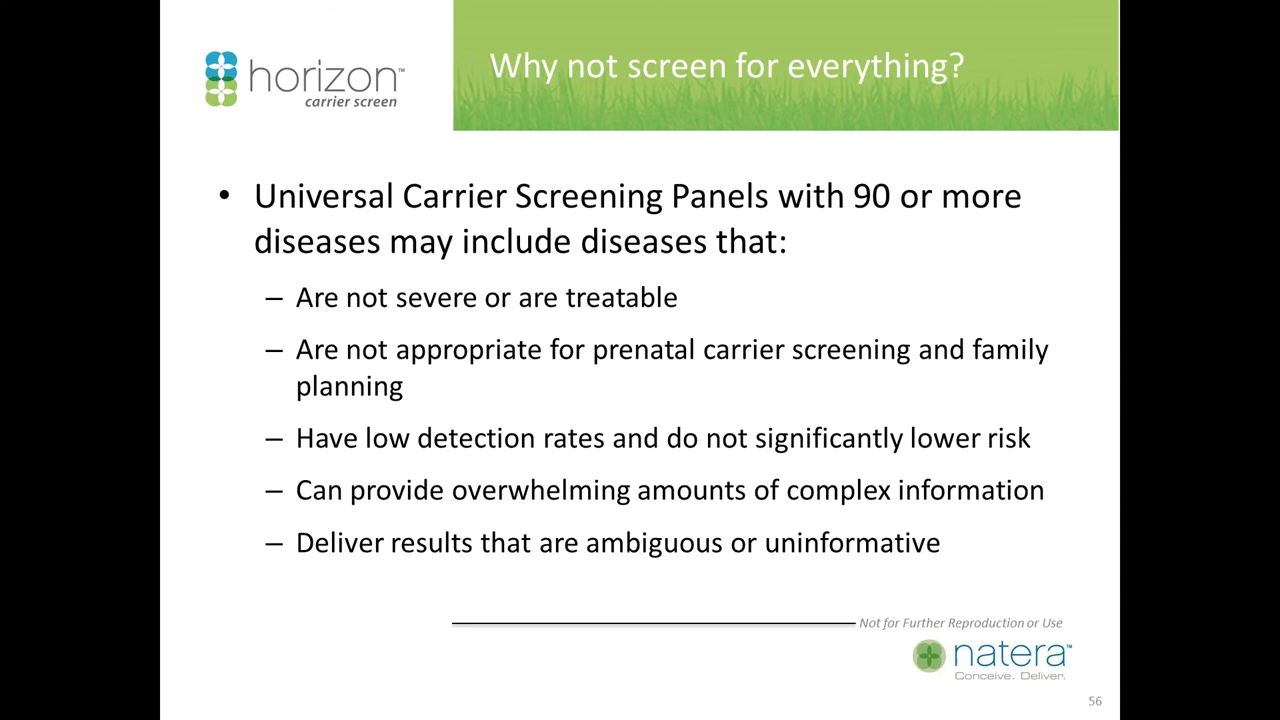 horizon™
carrier screen
Why not screen for everything?
• Universal Carrier Screening Panels with 90 or more
diseases may include diseases that:
– Are not severe or are treatable
– Are not appropriate for prenatal carrier screening and family
planning
– Have low detection rates and do not significantly lower risk
– Can provide overwhelming amounts of complex information
– Deliver results that are ambiguous or uninformative
Not for Further Reproduction or Use
natera™
Conceive. Deliver.
56